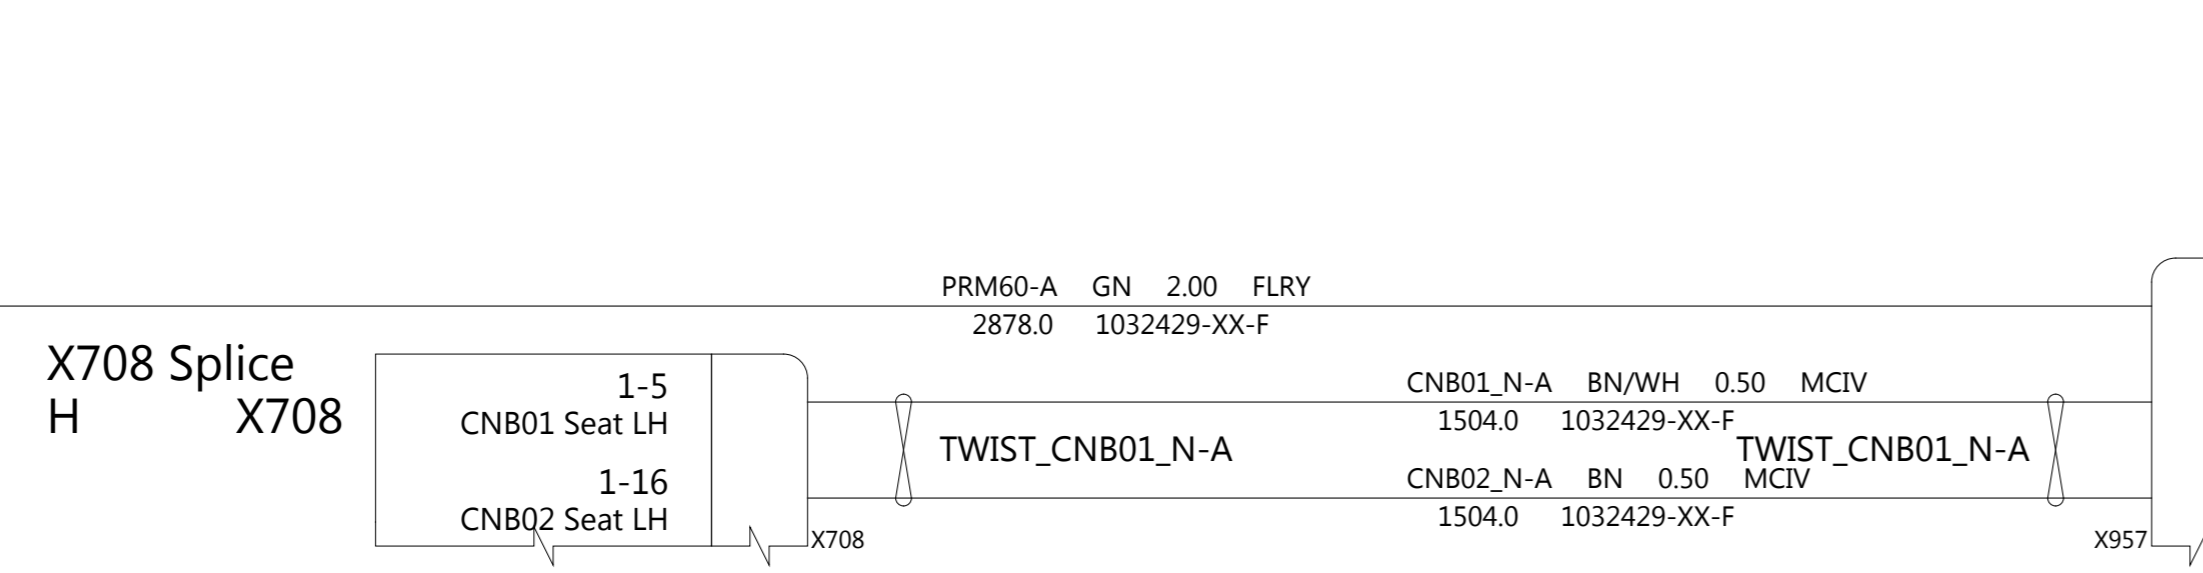 PRM60-A GN 2.00 FLRY
2878.0 1032429-XX-F
X708 Splice
H X708
1-5
CNB01 Seat LH
1-16
CNB02 Seat LH
X708
TWIST_CNB01_N-A
CNB01_N-A BN/WH 0.50 MCIV
1504.0 1032429-XX-F
TWIST_CNB01_N-A
CNB02_N-A BN 0.50 MCIV
1504.0 1032429-XX-F
X957